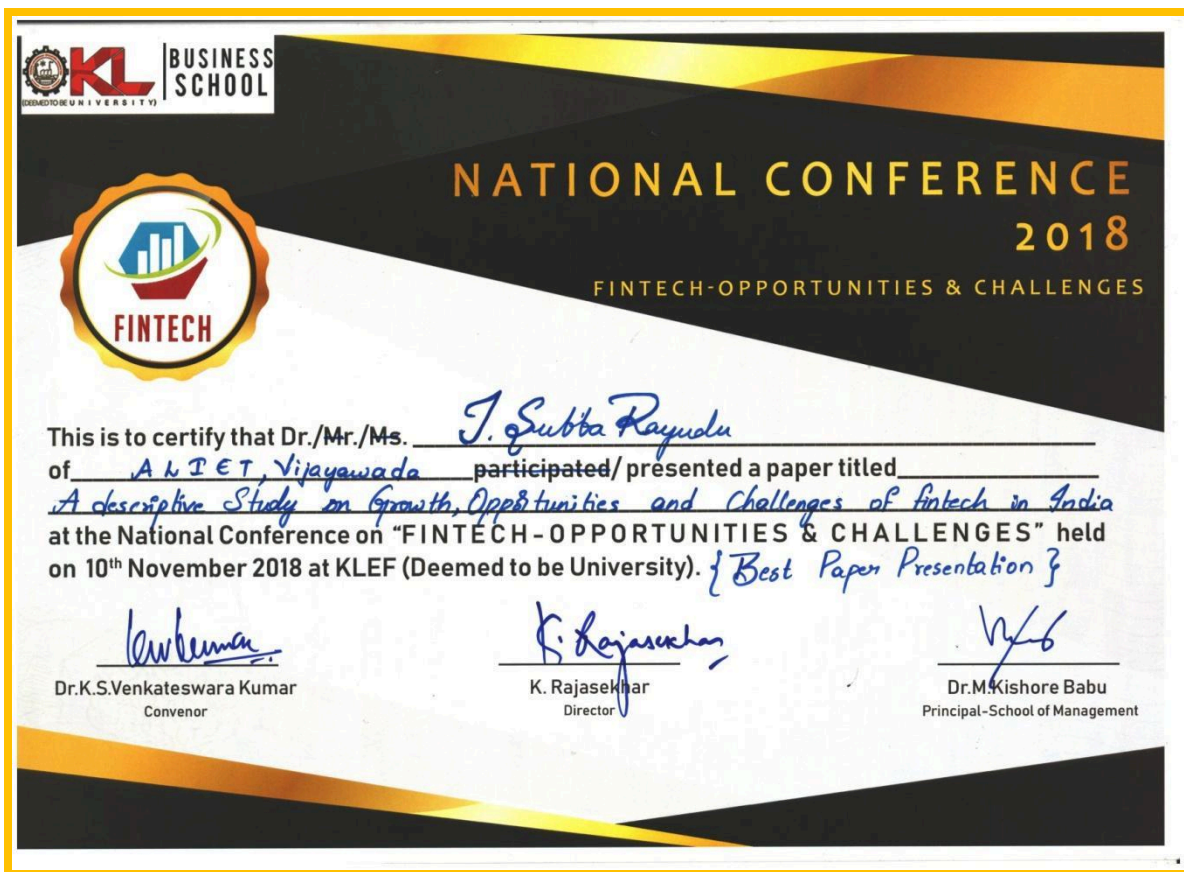 KL BUSINESS
SCHOOL
(DEEMED TO BE UNIVERSITY)
NATIONAL CONFERENCE
2018
FINTECH-OPPORTUNITIES & CHALLENGES
FINTECH
This is to certify that Dr./Mr./Ms. J. Subba Rayudu
of ALIET, Vijayawada participated/ presented a paper titled
A descriptive Study on Growth, Opportunities and Challenges of fintech in India
at the National Conference on “FINTECH-OPPORTUNITIES & CHALLENGES” held
on 10th November 2018 at KLEF (Deemed to be University). { Best Paper Presentation }
K. Rajasekhar
Dr.K.S.Venkateswara Kumar K. Rajasekhar Dr.M.Kishore Babu
Convenor Director Principal-School of Management